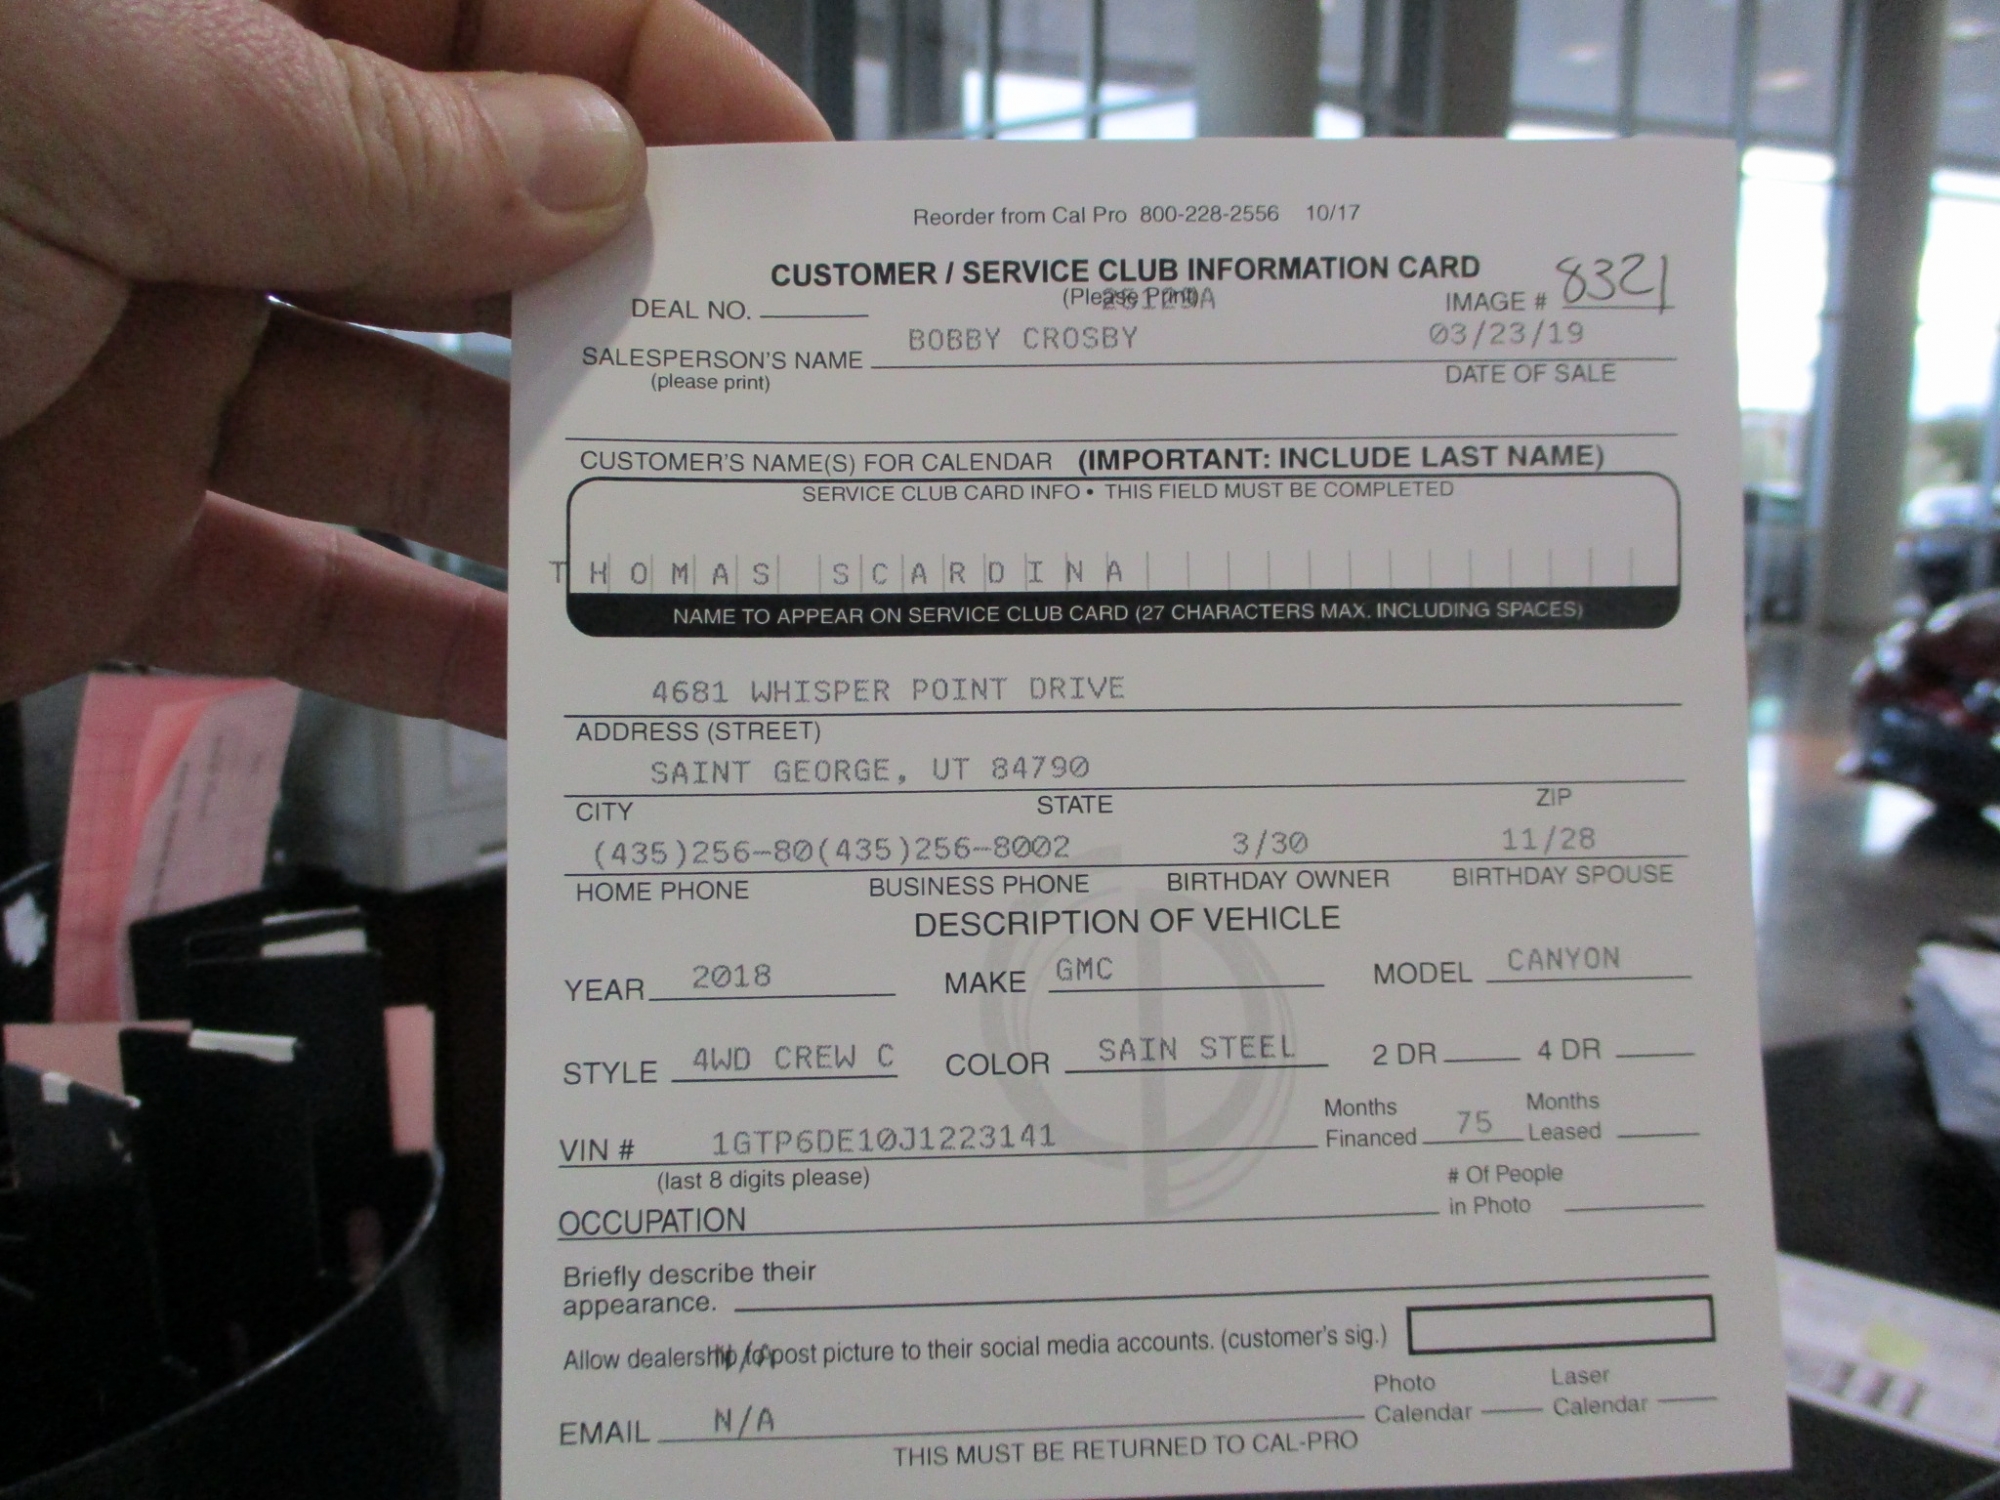 Reorder from Cal Pro 800-228-2556 10/17
CUSTOMER / SERVICE CLUB INFORMATION CARD
(Please Print)
DEAL NO. IMAGE # 8321
BOBBY CROSBY 03/23/19
SALESPERSON'S NAME DATE OF SALE
(please print)
CUSTOMER'S NAME(S) FOR CALENDAR (IMPORTANT: INCLUDE LAST NAME)
SERVICE CLUB CARD INFO • THIS FIELD MUST BE COMPLETED
THOMAS SCARDINA
NAME TO APPEAR ON SERVICE CLUB CARD (27 CHARACTERS MAX. INCLUDING SPACES)
4681 WHISPER POINT DRIVE
ADDRESS (STREET)
SAINT GEORGE, UT 84790
CITY STATE ZIP
(435)256-80(435)256-8002 3/30 11/28
HOME PHONE BUSINESS PHONE BIRTHDAY OWNER BIRTHDAY SPOUSE
DESCRIPTION OF VEHICLE
YEAR 2018 MAKE GMC MODEL CANYON
STYLE 4WD CREW C COLOR SAIN STEEL 2 DR 4 DR
Months Months
VIN # 1GTP6DE10J1223141 Financed 75 Leased
(last 8 digits please) # Of People
OCCUPATION in Photo
Briefly describe their
appearance.
Allow dealership to post picture to their social media accounts. (customer's sig.)
Photo Laser
EMAIL N/A Calendar Calendar
THIS MUST BE RETURNED TO CAL-PRO